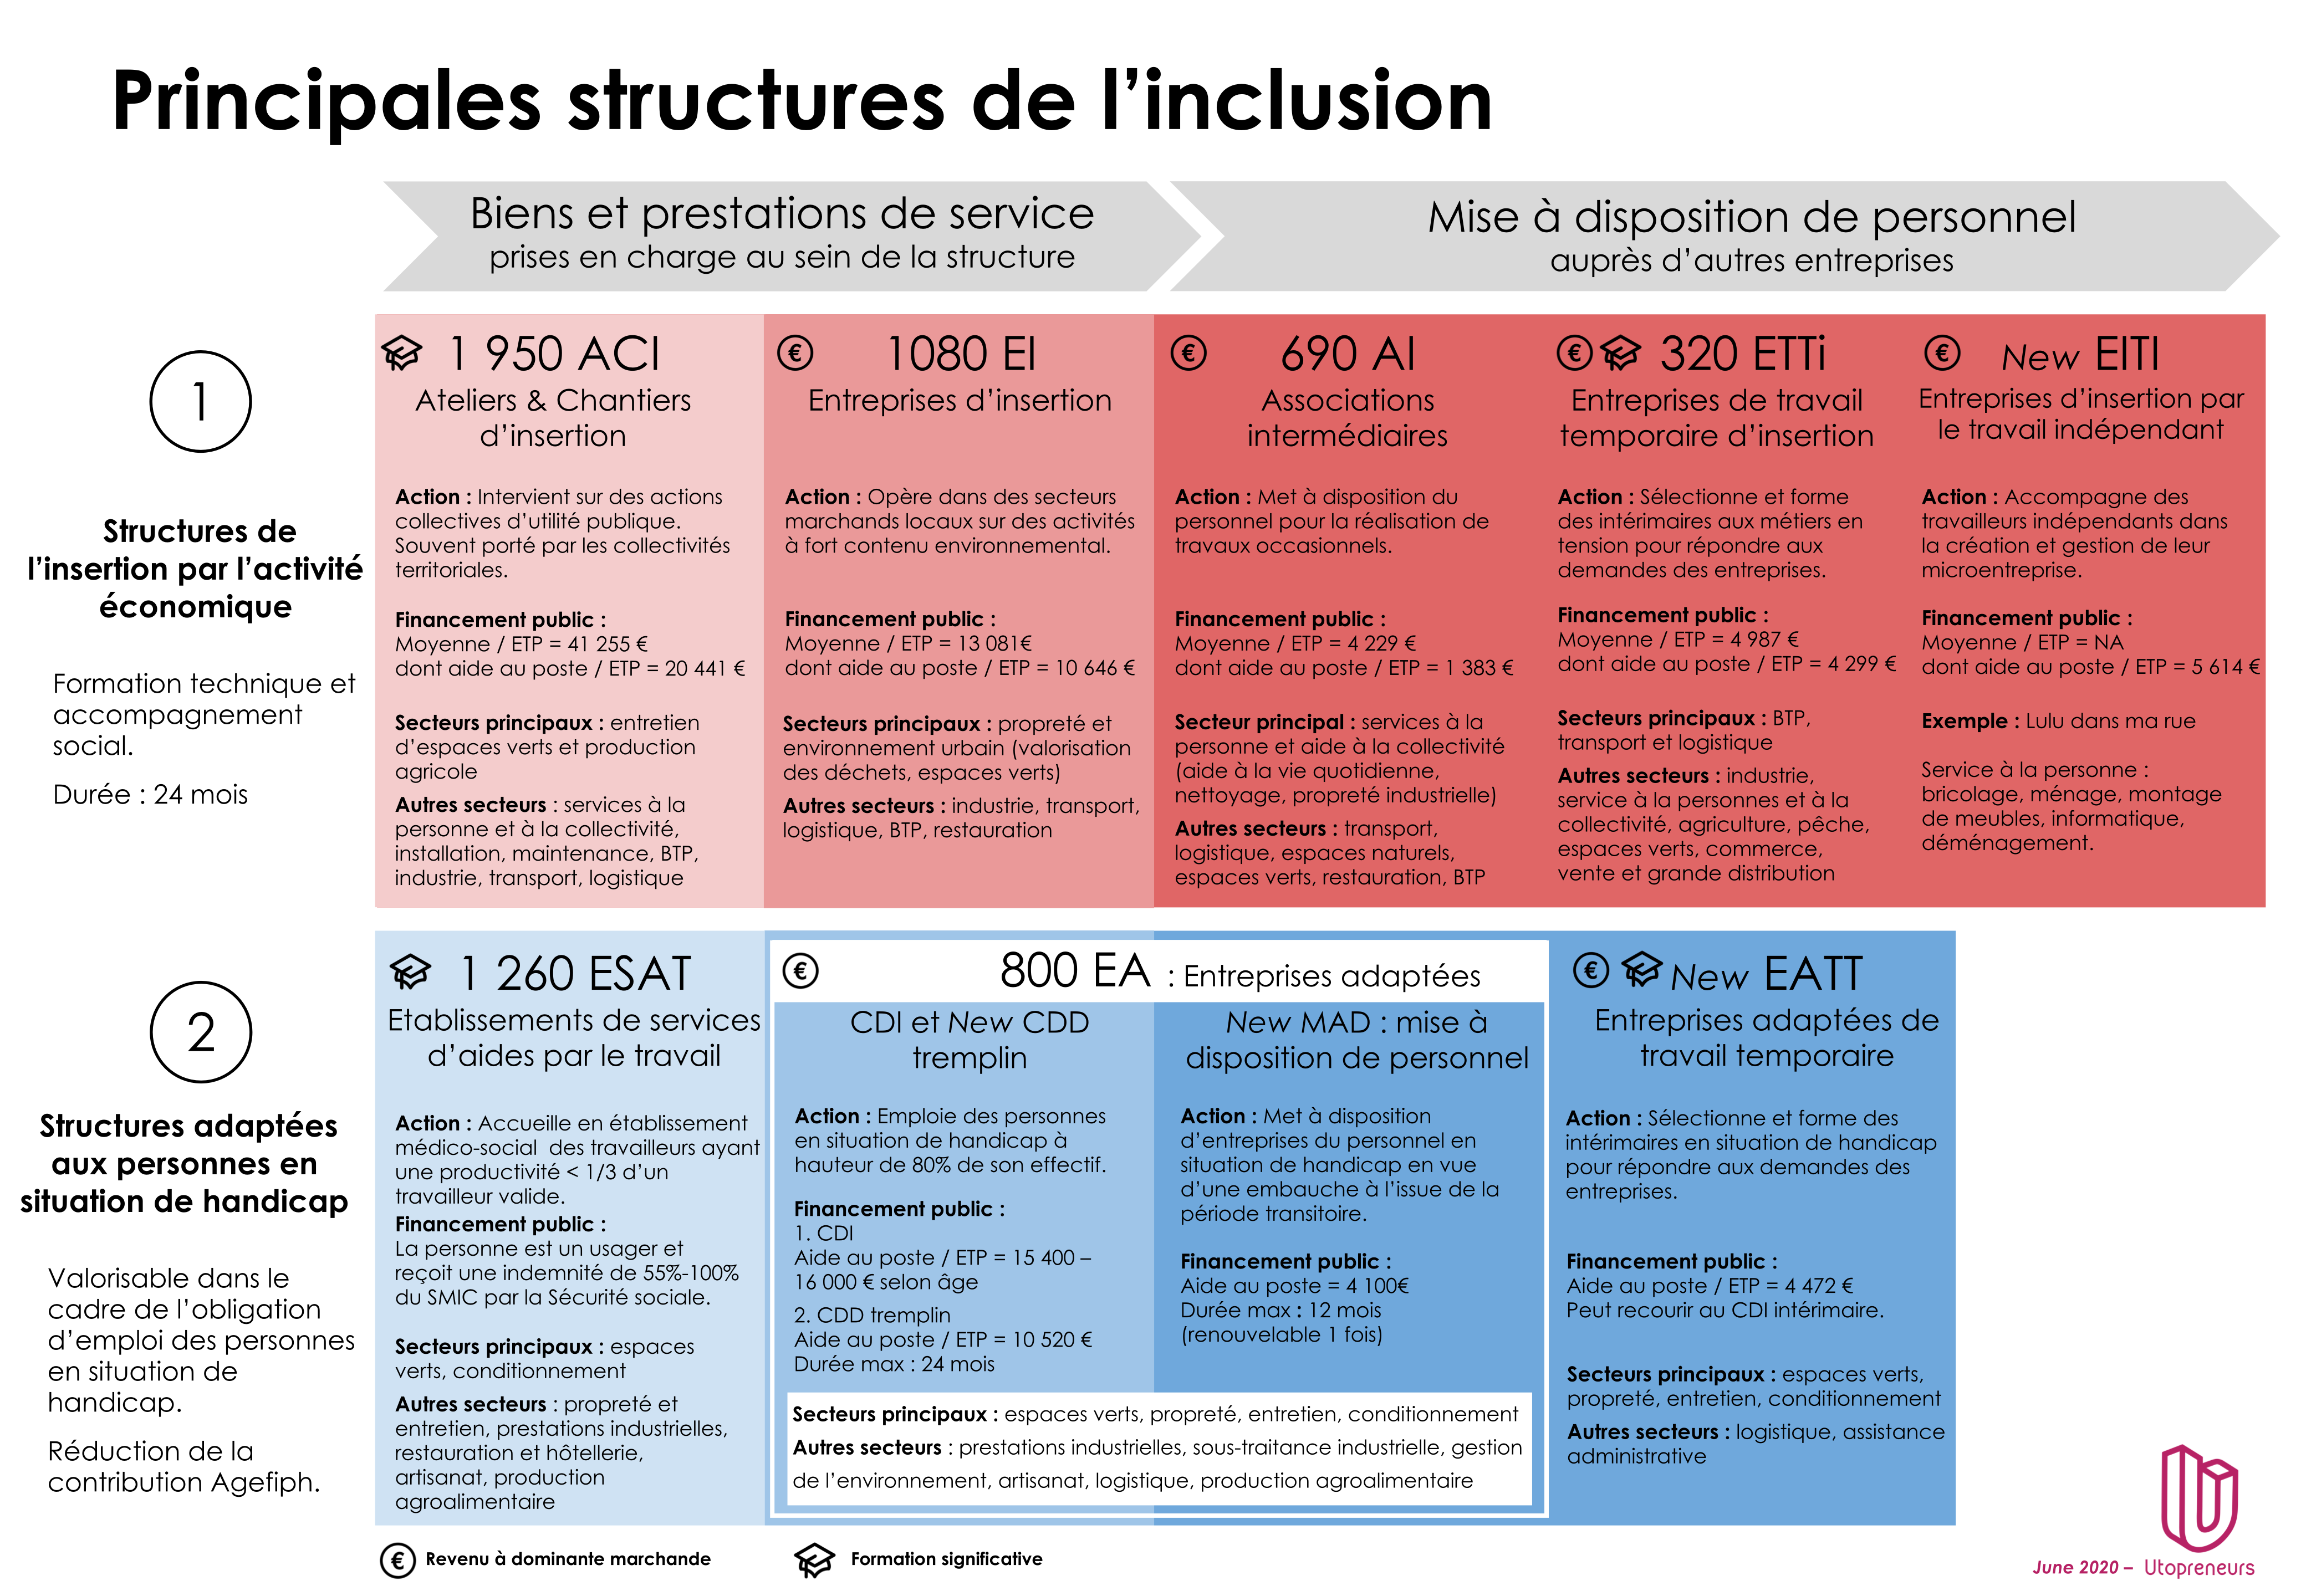 Principales structures de l’inclusion
Biens et prestations de service
prises en charge au sein de la structure
Mise à disposition de personnel
auprès d’autres entreprises
1
Structures de
l’insertion par l’activité
économique
Formation technique et
accompagnement
social.
Durée : 24 mois
1 950 ACI
Ateliers & Chantiers
d’insertion
Action : Intervient sur des actions
collectives d’utilité publique.
Souvent porté par les collectivités
territoriales.
Financement public :
Moyenne / ETP = 41 255 €
dont aide au poste / ETP = 20 441 €
Secteurs principaux : entretien
d’espaces verts et production
agricole
Autres secteurs : services à la
personne et à la collectivité,
installation, maintenance, BTP,
industrie, transport, logistique
€
1080 EI
Entreprises d’insertion
Action : Opère dans des secteurs
marchands locaux sur des activités
à fort contenu environnemental.
Financement public :
Moyenne / ETP = 13 081€
dont aide au poste / ETP = 10 646 €
Secteurs principaux : propreté et
environnement urbain (valorisation
des déchets, espaces verts)
Autres secteurs : industrie, transport,
logistique, BTP, restauration
€
690 AI
Associations
intermédiaires
Action : Met à disposition du
personnel pour la réalisation de
travaux occasionnels.
Financement public :
Moyenne / ETP = 4 229 €
dont aide au poste / ETP = 1 383 €
Secteur principal : services à la
personne et aide à la collectivité
(aide à la vie quotidienne,
nettoyage, propreté industrielle)
Autres secteurs : transport,
logistique, espaces naturels,
espaces verts, restauration, BTP
€
320 ETTi
Entreprises de travail
temporaire d’insertion
Action : Sélectionne et forme
des intérimaires aux métiers en
tension pour répondre aux
demandes des entreprises.
Financement public :
Moyenne / ETP = 4 987 €
dont aide au poste / ETP = 4 299 €
Secteurs principaux : BTP,
transport et logistique
Autres secteurs : industrie,
service à la personnes et à la
collectivité, agriculture, pêche,
espaces verts, commerce,
vente et grande distribution
€
New EITI
Entreprises d’insertion par
le travail indépendant
Action : Accompagne des
travailleurs indépendants dans
la création et gestion de leur
microentreprise.
Financement public :
Moyenne / ETP = NA
dont aide au poste / ETP = 5 614 €
Exemple : Lulu dans ma rue
Service à la personne :
bricolage, ménage, montage
de meubles, informatique,
déménagement.
2
Structures adaptées
aux personnes en
situation de handicap
Valorisable dans le
cadre de l’obligation
d’emploi des personnes
en situation de
handicap.
Réduction de la
contribution Agefiph.
1 260 ESAT
Etablissements de services
d’aides par le travail
Action : Accueille en établissement
médico-social des travailleurs ayant
une productivité < 1/3 d’un
travailleur valide.
Financement public :
La personne est un usager et
reçoit une indemnité de 55%-100%
du SMIC par la Sécurité sociale.
Secteurs principaux : espaces
verts, conditionnement
Autres secteurs : propreté et
entretien, prestations industrielles,
restauration et hôtellerie,
artisanat, production
agroalimentaire
€
800 EA : Entreprises adaptées
CDI et New CDD
tremplin
Action : Emploie des personnes
en situation de handicap à
hauteur de 80% de son effectif.
Financement public :
1. CDI
Aide au poste / ETP = 15 400 –
16 000 € selon âge
2. CDD tremplin
Aide au poste / ETP = 10 520 €
Durée max : 24 mois
New MAD : mise à
disposition de personnel
Action : Met à disposition
d’entreprises du personnel en
situation de handicap en vue
d’une embauche à l’issue de la
période transitoire.
Financement public :
Aide au poste = 4 100€
Durée max : 12 mois
(renouvelable 1 fois)
Secteurs principaux : espaces verts, propreté, entretien, conditionnement
Autres secteurs : prestations industrielles, sous-traitance industrielle, gestion
de l’environnement, artisanat, logistique, production agroalimentaire
€
New EATT
Entreprises adaptées de
travail temporaire
Action : Sélectionne et forme des
intérimaires en situation de handicap
pour répondre aux demandes des
entreprises.
Financement public :
Aide au poste / ETP = 4 472 €
Peut recourir au CDI intérimaire.
Secteurs principaux : espaces verts,
propreté, entretien, conditionnement
Autres secteurs : logistique, assistance
administrative
€ Revenu à dominante marchande
Formation significative
June 2020 – Utopreneurs